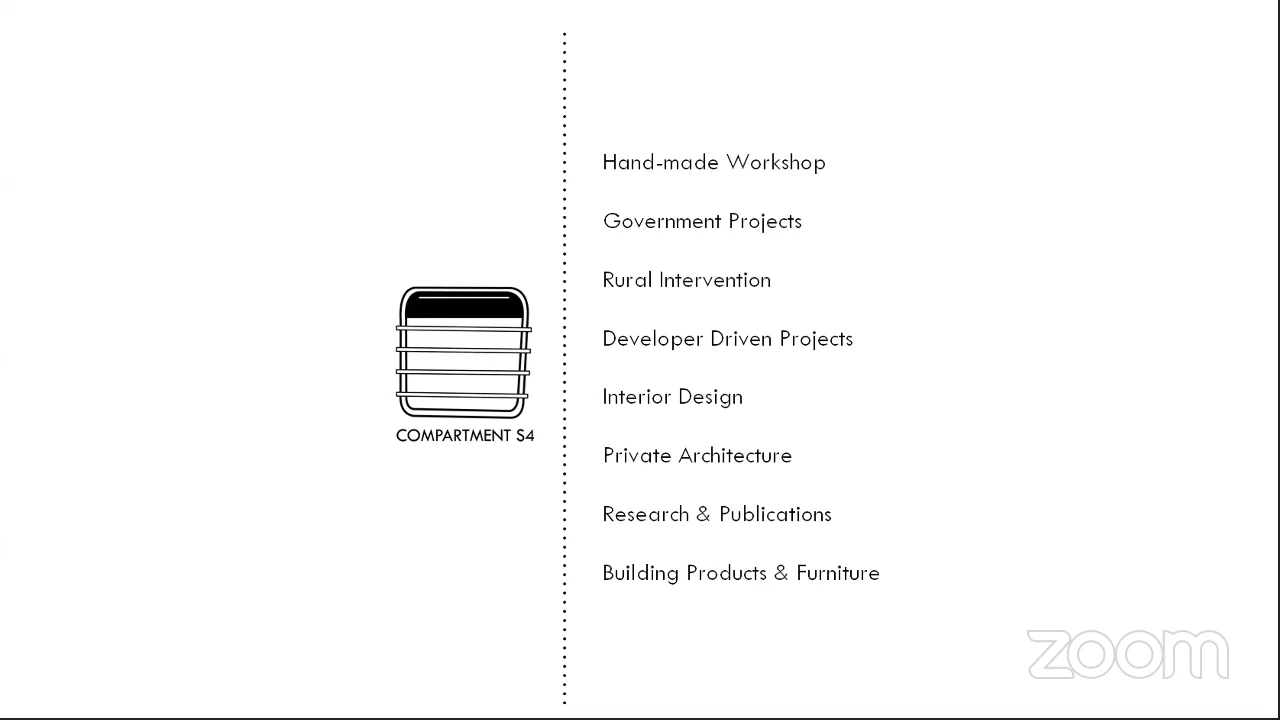 COMPARTMENT S4
Hand-made Workshop
Government Projects
Rural Intervention
Developer Driven Projects
Interior Design
Private Architecture
Research & Publications
Building Products & Furniture
zoom